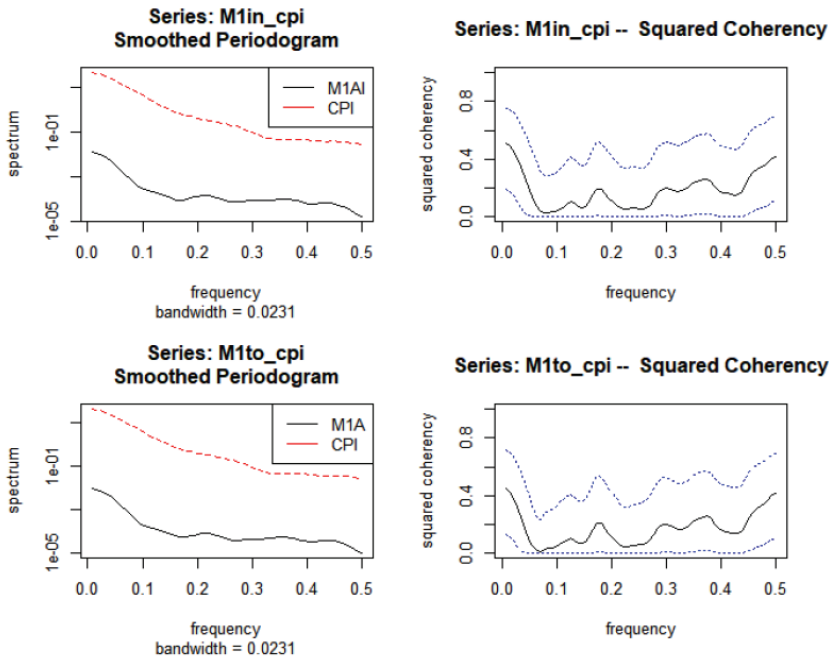 Series: M1in_cpi
Smoothed Periodogram
spectrum
1e-05
1e-01
M1AI
CPI
0.0 0.1 0.2 0.3 0.4 0.5
frequency
bandwidth = 0.0231
Series: M1in_cpi -- Squared Coherency
squared coherency
0.0 0.4 0.8
0.0 0.1 0.2 0.3 0.4 0.5
frequency
Series: M1to_cpi
Smoothed Periodogram
spectrum
1e-05
1e-01
M1A
CPI
0.0 0.1 0.2 0.3 0.4 0.5
frequency
bandwidth = 0.0231
Series: M1to_cpi -- Squared Coherency
squared coherency
0.0 0.4 0.8
0.0 0.1 0.2 0.3 0.4 0.5
frequency